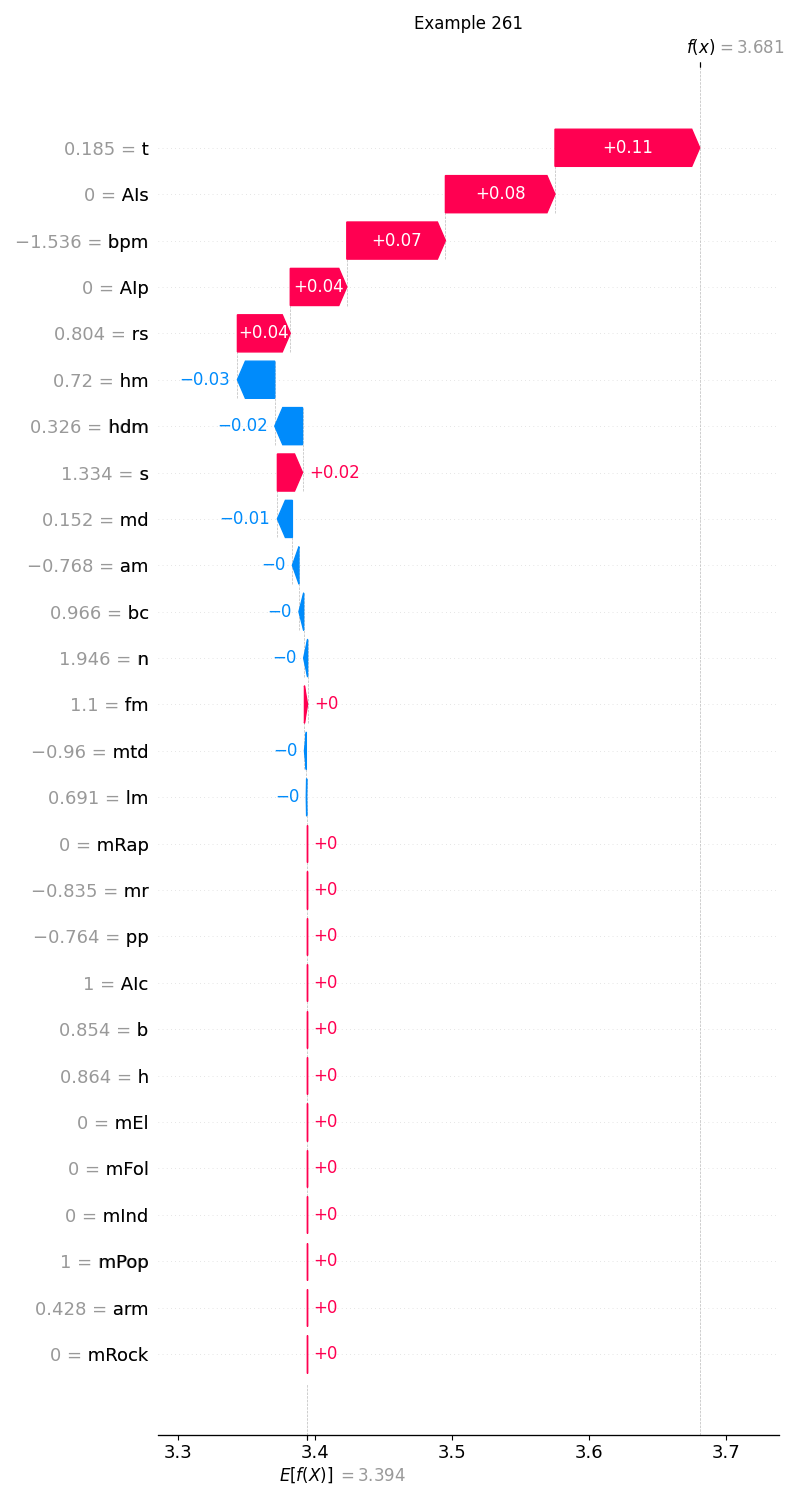 Example 261
f(x) = 3.681
0.185 = t +0.11
0 = AIs +0.08
−1.536 = bpm +0.07
0 = AIp +0.04
0.804 = rs +0.04
0.72 = hm −0.03
0.326 = hdm −0.02
1.334 = s +0.02
0.152 = md −0.01
−0.768 = am −0
0.966 = bc −0
1.946 = n −0
1.1 = fm +0
−0.96 = mtd −0
0.691 = lm −0
0 = mRap +0
−0.835 = mr +0
−0.764 = pp +0
1 = AIc +0
0.854 = b +0
0.864 = h +0
0 = mEl +0
0 = mFol +0
0 = mInd +0
1 = mPop +0
0.428 = arm +0
0 = mRock +0
3.3 3.4 3.5 3.6 3.7
E[f(X)] = 3.394